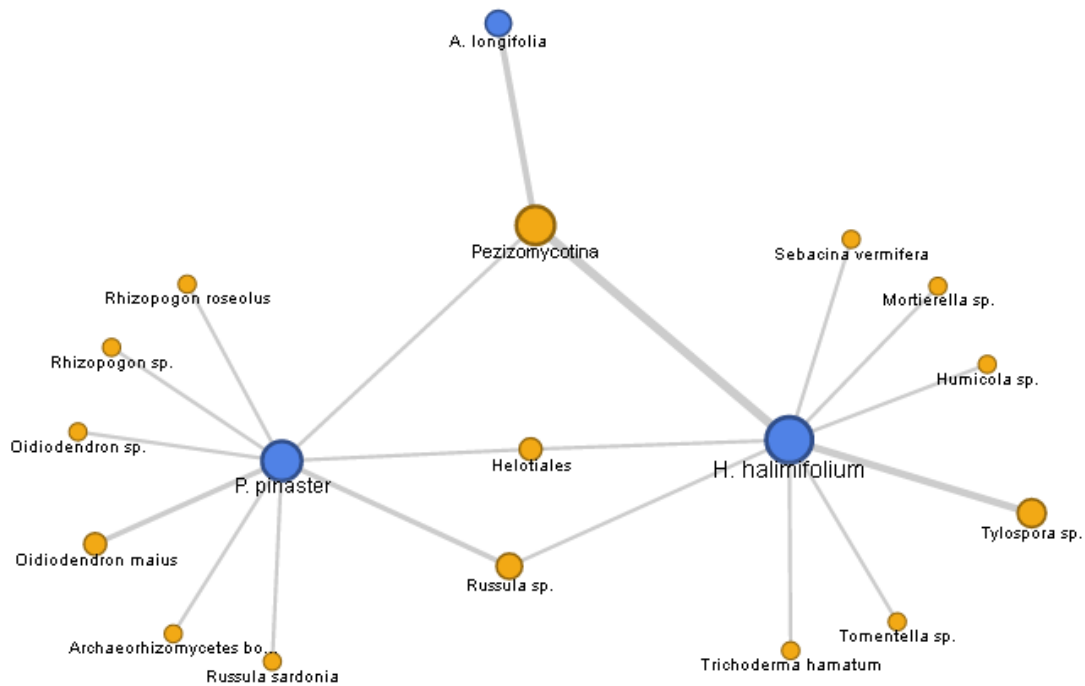 A. longifolia
Pezizomycotina
Sebacina vermifera
Rhizopogon roseolus
Mortierella sp.
Rhizopogon sp.
Humicola sp.
Oidiodendron sp.
Helotiales
H. halimifolium
P. pinaster
Tylospora sp.
Oidiodendron maius
Russula sp.
Tomentella sp.
Archaeorhizomycetes bo...
Trichoderma hamatum
Russula sardonia